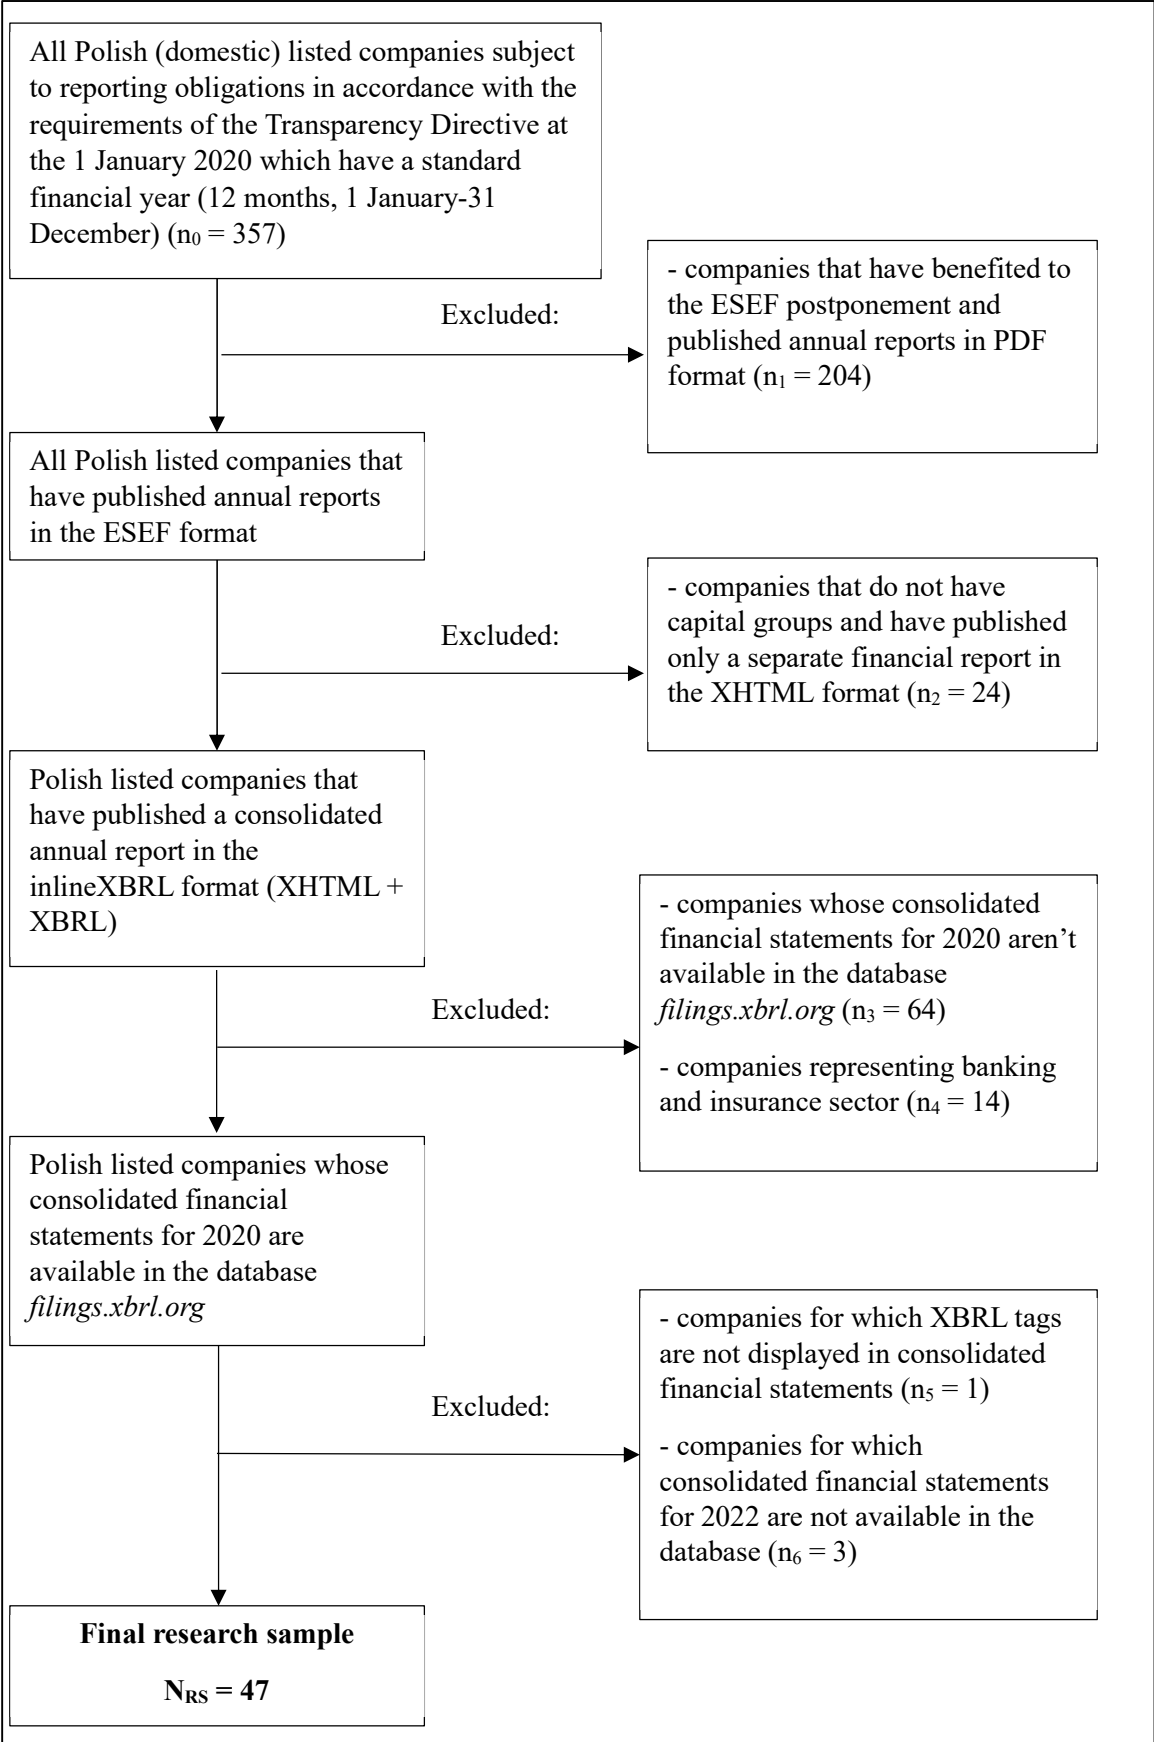 All Polish (domestic) listed companies subject
to reporting obligations in accordance with the
requirements of the Transparency Directive at
the 1 January 2020 which have a standard
financial year (12 months, 1 January-31
December) (n₀ = 357)
Excluded:
- companies that have benefited to
the ESEF postponement and
published annual reports in PDF
format (n₁ = 204)
All Polish listed companies that
have published annual reports
in the ESEF format
Excluded:
- companies that do not have
capital groups and have published
only a separate financial report in
the XHTML format (n₂ = 24)
Polish listed companies that
have published a consolidated
annual report in the
inlineXBRL format (XHTML +
XBRL)
Excluded:
- companies whose consolidated
financial statements for 2020 aren’t
available in the database
filings.xbrl.org (n₃ = 64)
- companies representing banking
and insurance sector (n₄ = 14)
Polish listed companies whose
consolidated financial
statements for 2020 are
available in the database
filings.xbrl.org
Excluded:
- companies for which XBRL tags
are not displayed in consolidated
financial statements (n₅ = 1)
- companies for which
consolidated financial statements
for 2022 are not available in the
database (n₆ = 3)
Final research sample
N_RS = 47